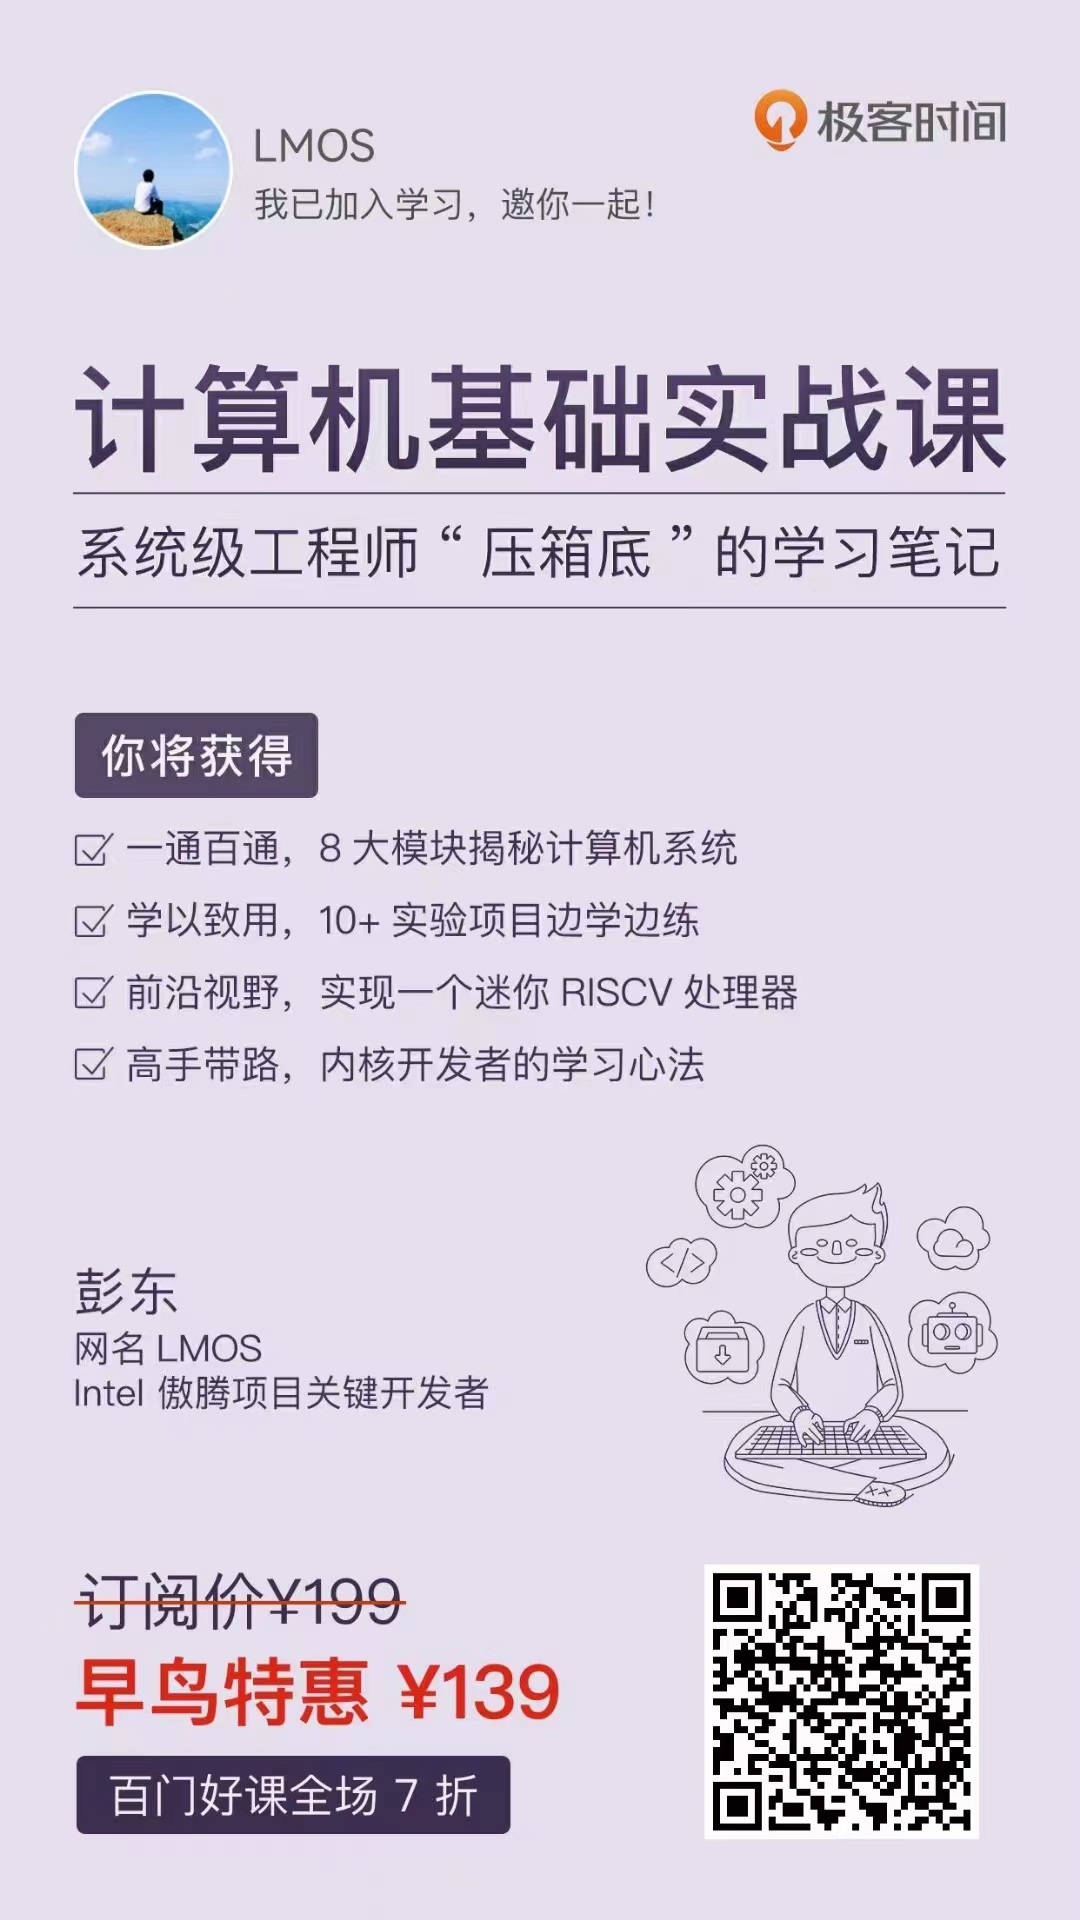 LMOS
我已加入学习，邀你一起！
极客时间
计算机基础实战课
系统级工程师“压箱底”的学习笔记
你将获得
一通百通，8 大模块揭秘计算机系统
学以致用，10+ 实验项目边学边练
前沿视野，实现一个迷你 RISCV 处理器
高手带路，内核开发者的学习心法
</>
彭东
网名 LMOS
Intel 傲腾项目关键开发者
订阅价¥199
早鸟特惠 ¥139
百门好课全场 7 折